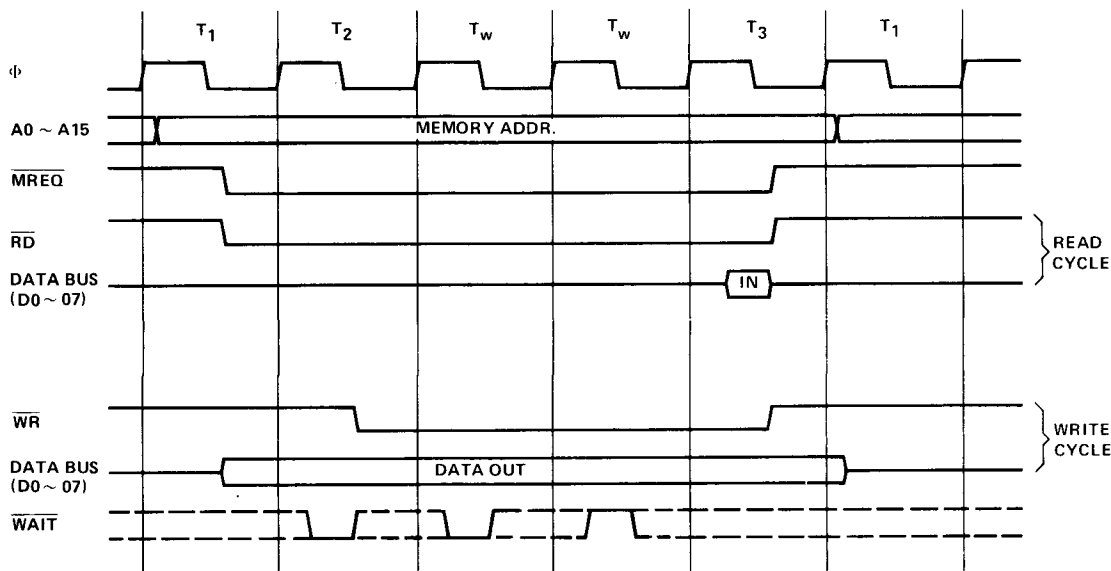 T1 T2 Tw Tw T3 T1
Φ
A0 ~ A15
MEMORY ADDR.
MREQ
RD
READ
CYCLE
DATA BUS
(D0 ~ 07)
IN
WR
WRITE
CYCLE
DATA BUS
(D0 ~ 07)
DATA OUT
WAIT